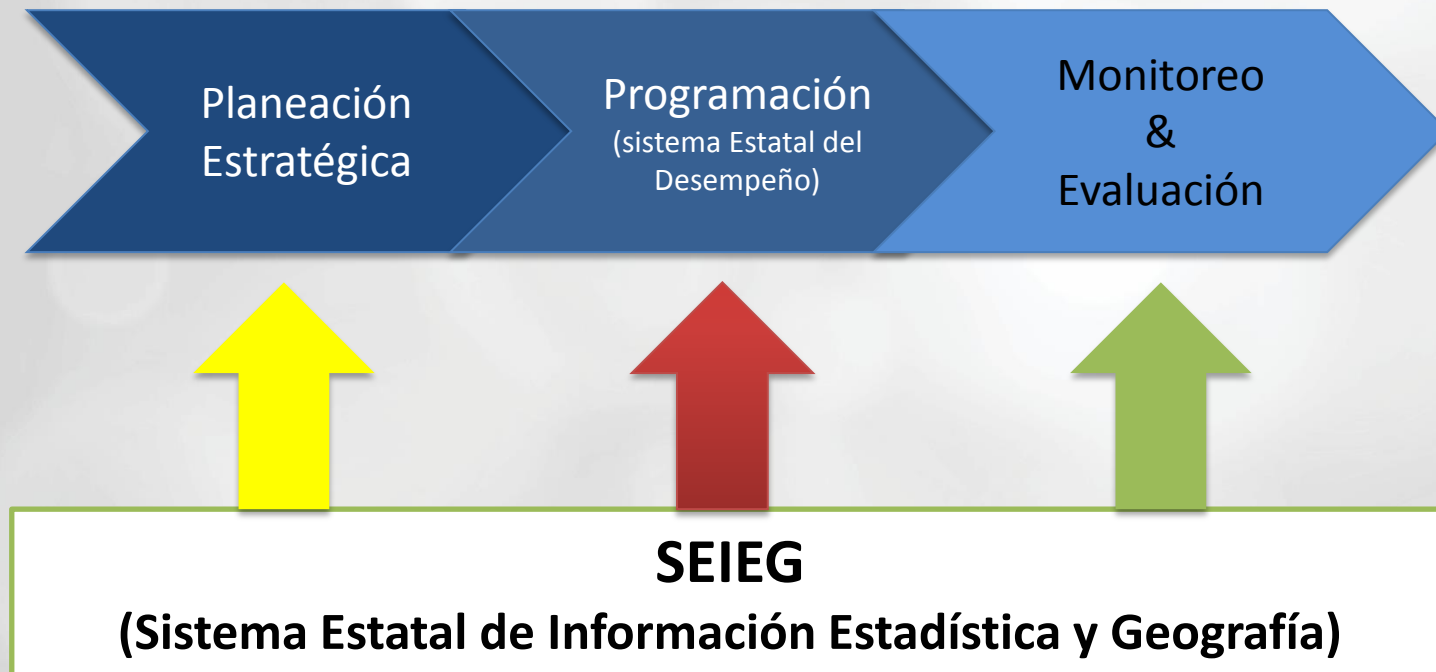 Planeación
Estratégica
Programación
(sistema Estatal del
Desempeño)
Monitoreo
&
Evaluación
SEIEG
(Sistema Estatal de Información Estadística y Geografía)